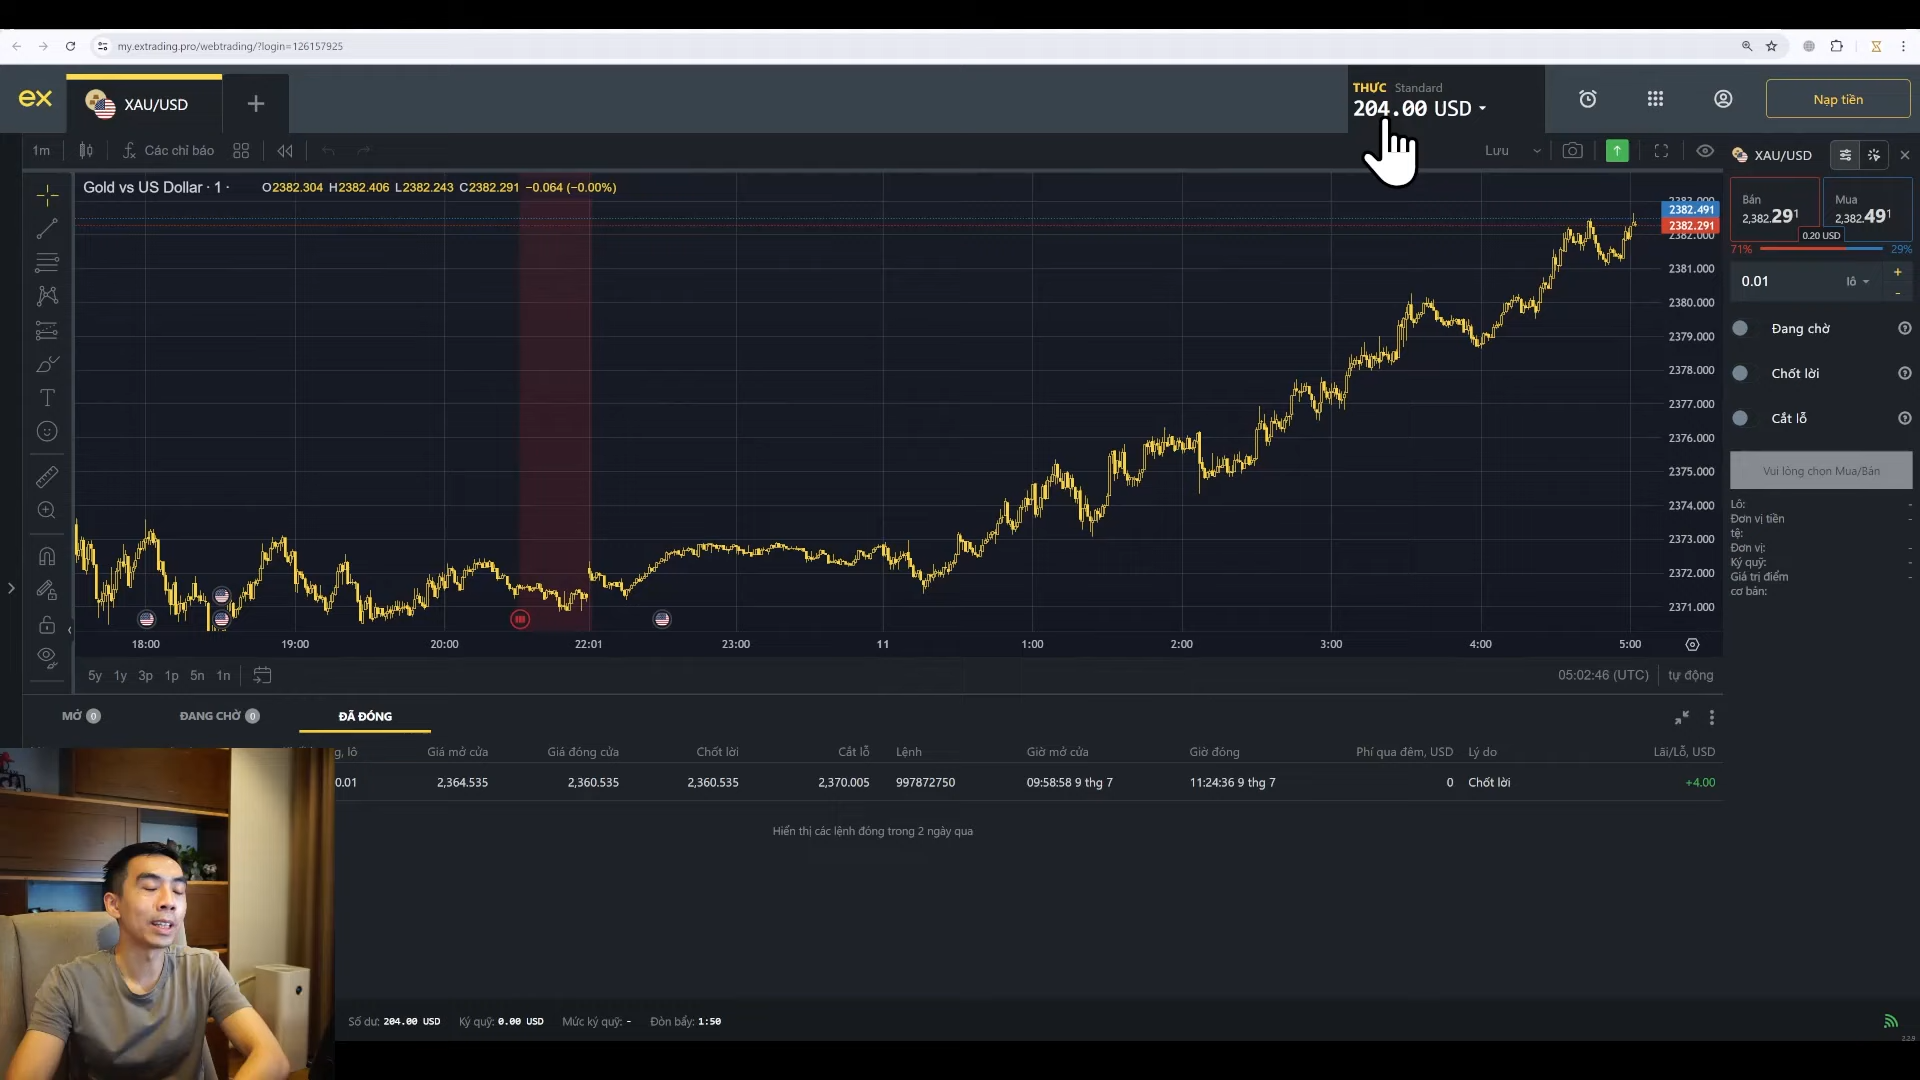 my.extrading.pro/webtrading/?login=126157925
ex
XAU/USD
+
THỰC Standard
204.00 USD
Nạp tiền
1m
Các chỉ báo
Lưu
XAU/USD
Gold vs US Dollar · 1 ·
O2382.304 H2382.406 L2382.243 C2382.291 −0.064 (−0.00%)
2382.491
2382.291
2382.000
2381.000
2380.000
2379.000
2378.000
2377.000
2376.000
2375.000
2374.000
2373.000
2372.000
2371.000
Bán
2,382.291
Mua
2,382.491
0.20 USD
71%
29%
0.01
lô
+
-
Đang chờ
Chốt lời
Cắt lỗ
Vui lòng chọn Mua/Bán
Lô: -
Đơn vị tiền tệ: -
Đơn vị: -
Ký quỹ: -
Giá trị điểm cơ bản: -
18:00 19:00 20:00 22:01 23:00 11 1:00 2:00 3:00 4:00 5:00
5y 1y 3p 1p 5n 1n
05:02:46 (UTC)
tự động
MỞ 0
ĐANG CHỜ 0
ĐÃ ĐÓNG
g, lô Giá mở cửa Giá đóng cửa Chốt lời Cắt lỗ Lệnh Giờ mở cửa Giờ đóng Phí qua đêm, USD Lý do Lãi/Lỗ, USD
0.01 2,364.535 2,360.535 2,360.535 2,370.005 997872750 09:58:58 9 thg 7 11:24:36 9 thg 7 0 Chốt lời +4.00
Hiển thị các lệnh đóng trong 2 ngày qua
Số dư: 204.00 USD Ký quỹ: 0.00 USD Mức ký quỹ: - Đòn bẩy: 1:50